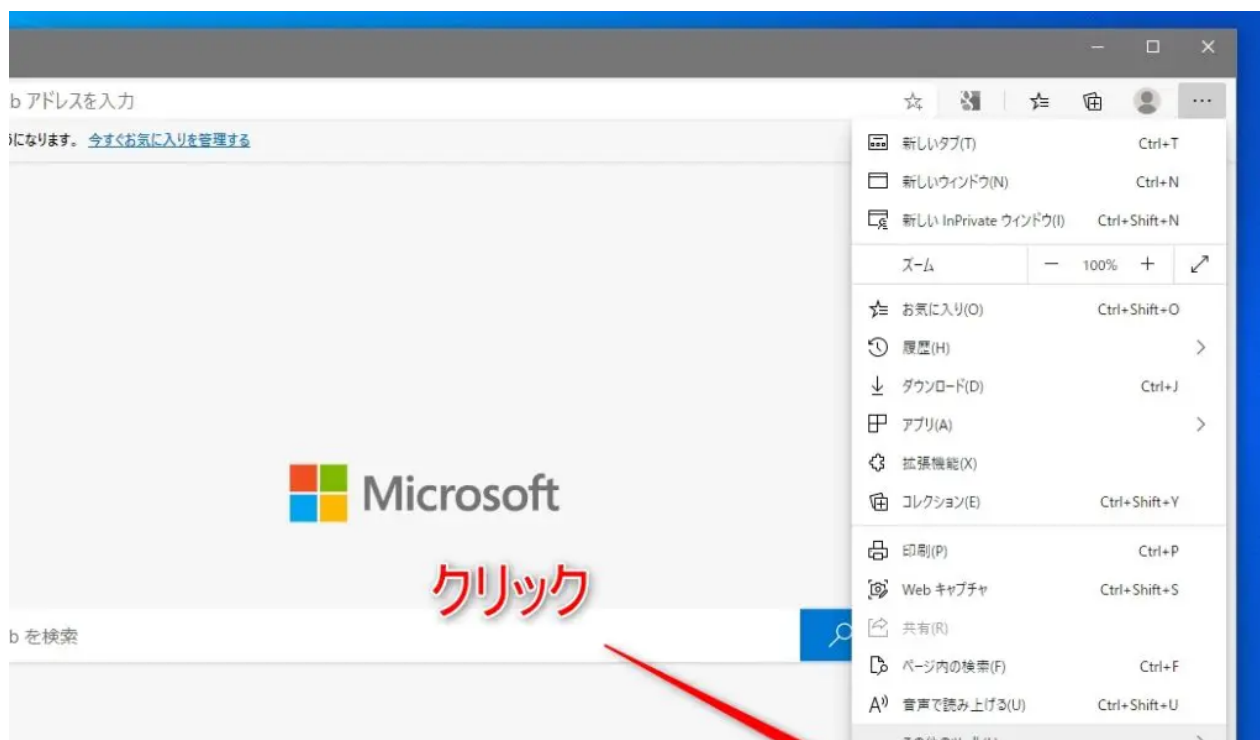 b アドレスを入力
うになります。 今すぐお気に入りを管理する
新しいタブ(T) Ctrl+T
新しいウィンドウ(N) Ctrl+N
新しい InPrivate ウィンドウ(I) Ctrl+Shift+N
ズーム 100%
お気に入り(O) Ctrl+Shift+O
履歴(H)
ダウンロード(D) Ctrl+J
アプリ(A)
拡張機能(X)
コレクション(E) Ctrl+Shift+Y
Microsoft
印刷(P) Ctrl+P
クリック
Web キャプチャ Ctrl+Shift+S
共有(R)
b を検索
ページ内の検索(F) Ctrl+F
音声で読み上げる(U) Ctrl+Shift+U